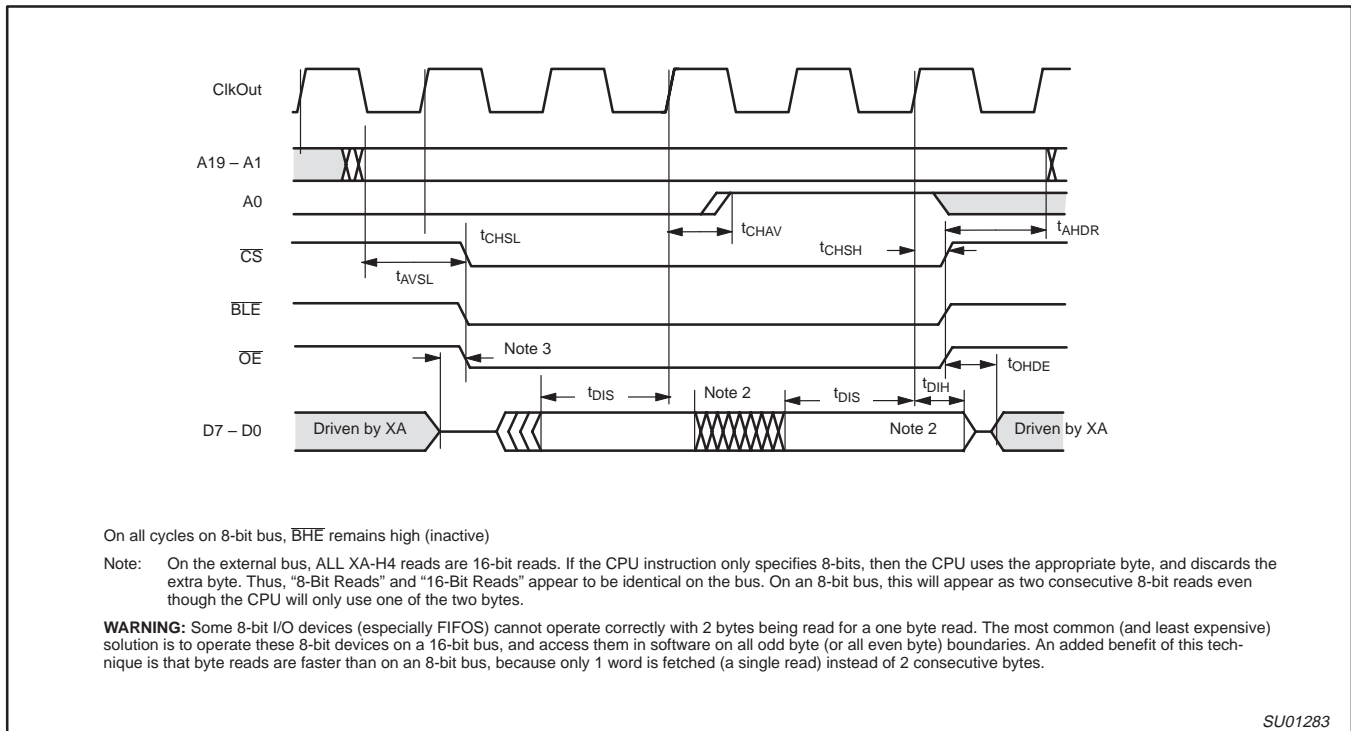 ClkOut
A19 – A1
A0
tCHSL
tCHAV
tCHSH
tAHDR
CS
tAVSL
BLE
OE
Note 3
tOHDE
tDIS
Note 2
tDIS
tDIH
D7 – D0
Driven by XA
Note 2
Driven by XA
On all cycles on 8-bit bus, BHE remains high (inactive)
Note: On the external bus, ALL XA-H4 reads are 16-bit reads. If the CPU instruction only specifies 8-bits, then the CPU uses the appropriate byte, and discards the
extra byte. Thus, “8-Bit Reads” and “16-Bit Reads” appear to be identical on the bus. On an 8-bit bus, this will appear as two consecutive 8-bit reads even
though the CPU will only use one of the two bytes.
WARNING: Some 8-bit I/O devices (especially FIFOS) cannot operate correctly with 2 bytes being read for a one byte read. The most common (and least expensive)
solution is to operate these 8-bit devices on a 16-bit bus, and access them in software on all odd byte (or all even byte) boundaries. An added benefit of this tech-
nique is that byte reads are faster than on an 8-bit bus, because only 1 word is fetched (a single read) instead of 2 consecutive bytes.
SU01283